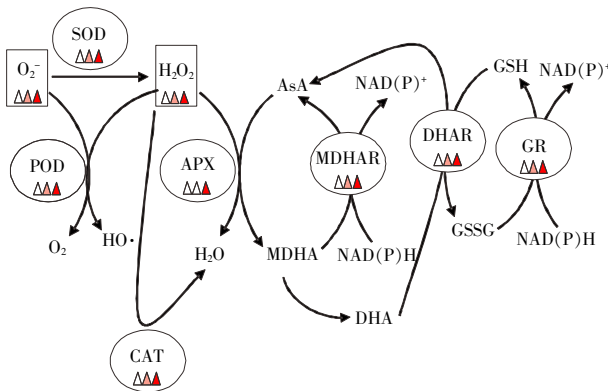 SOD
O₂⁻
H₂O₂
AsA
NAD(P)⁺
GSH
NAD(P)⁺
POD
APX
MDHAR
DHAR
GR
O₂
HO·
H₂O
MDHA
NAD(P)H
GSSG
NAD(P)H
DHA
CAT